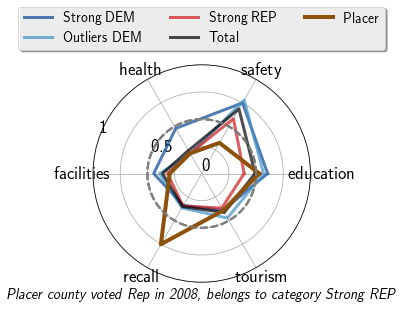 Strong DEM Strong REP Placer
Outliers DEM Total
health safety
1
0.5
0
facilities education
recall tourism
Placer county voted Rep in 2008, belongs to category Strong REP